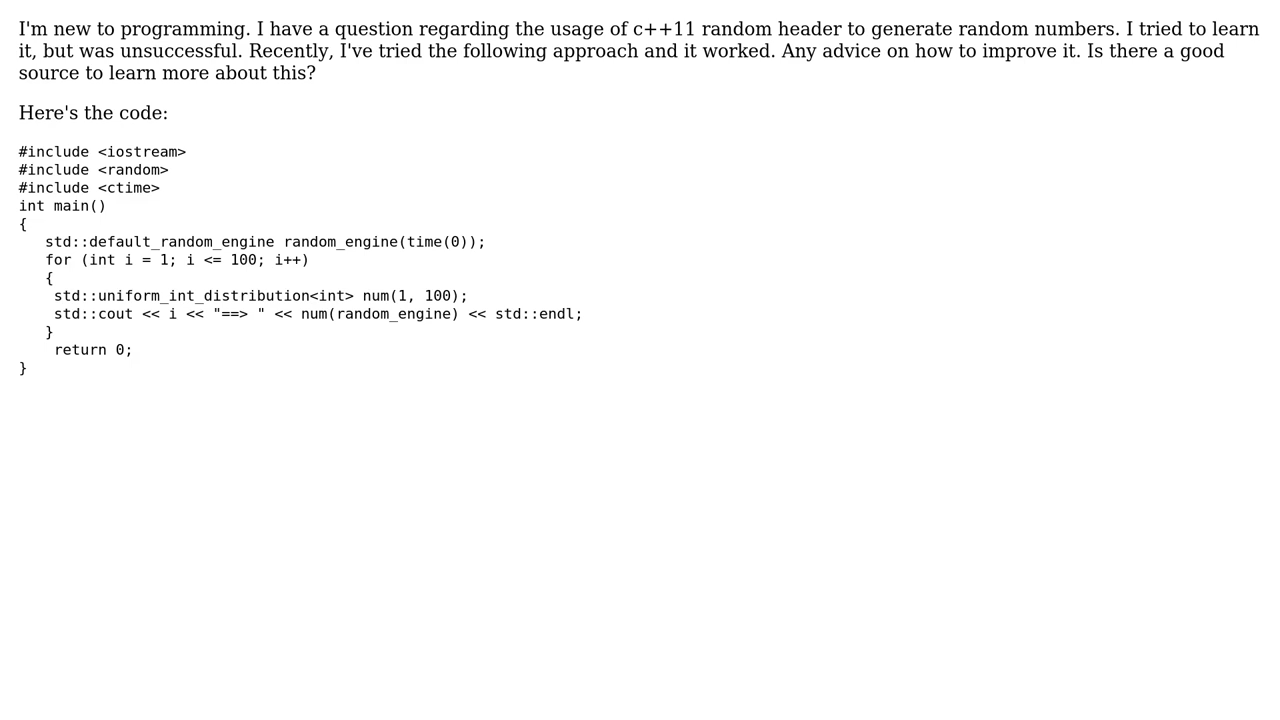 I'm new to programming. I have a question regarding the usage of c++11 random header to generate random numbers. I tried to learn
it, but was unsuccessful. Recently, I've tried the following approach and it worked. Any advice on how to improve it. Is there a good
source to learn more about this?
Here's the code:
#include <iostream>
#include <random>
#include <ctime>
int main()
{
   std::default_random_engine random_engine(time(0));
   for (int i = 1; i <= 100; i++)
   {
    std::uniform_int_distribution<int> num(1, 100);
    std::cout << i << "==> " << num(random_engine) << std::endl;
   }
    return 0;
}